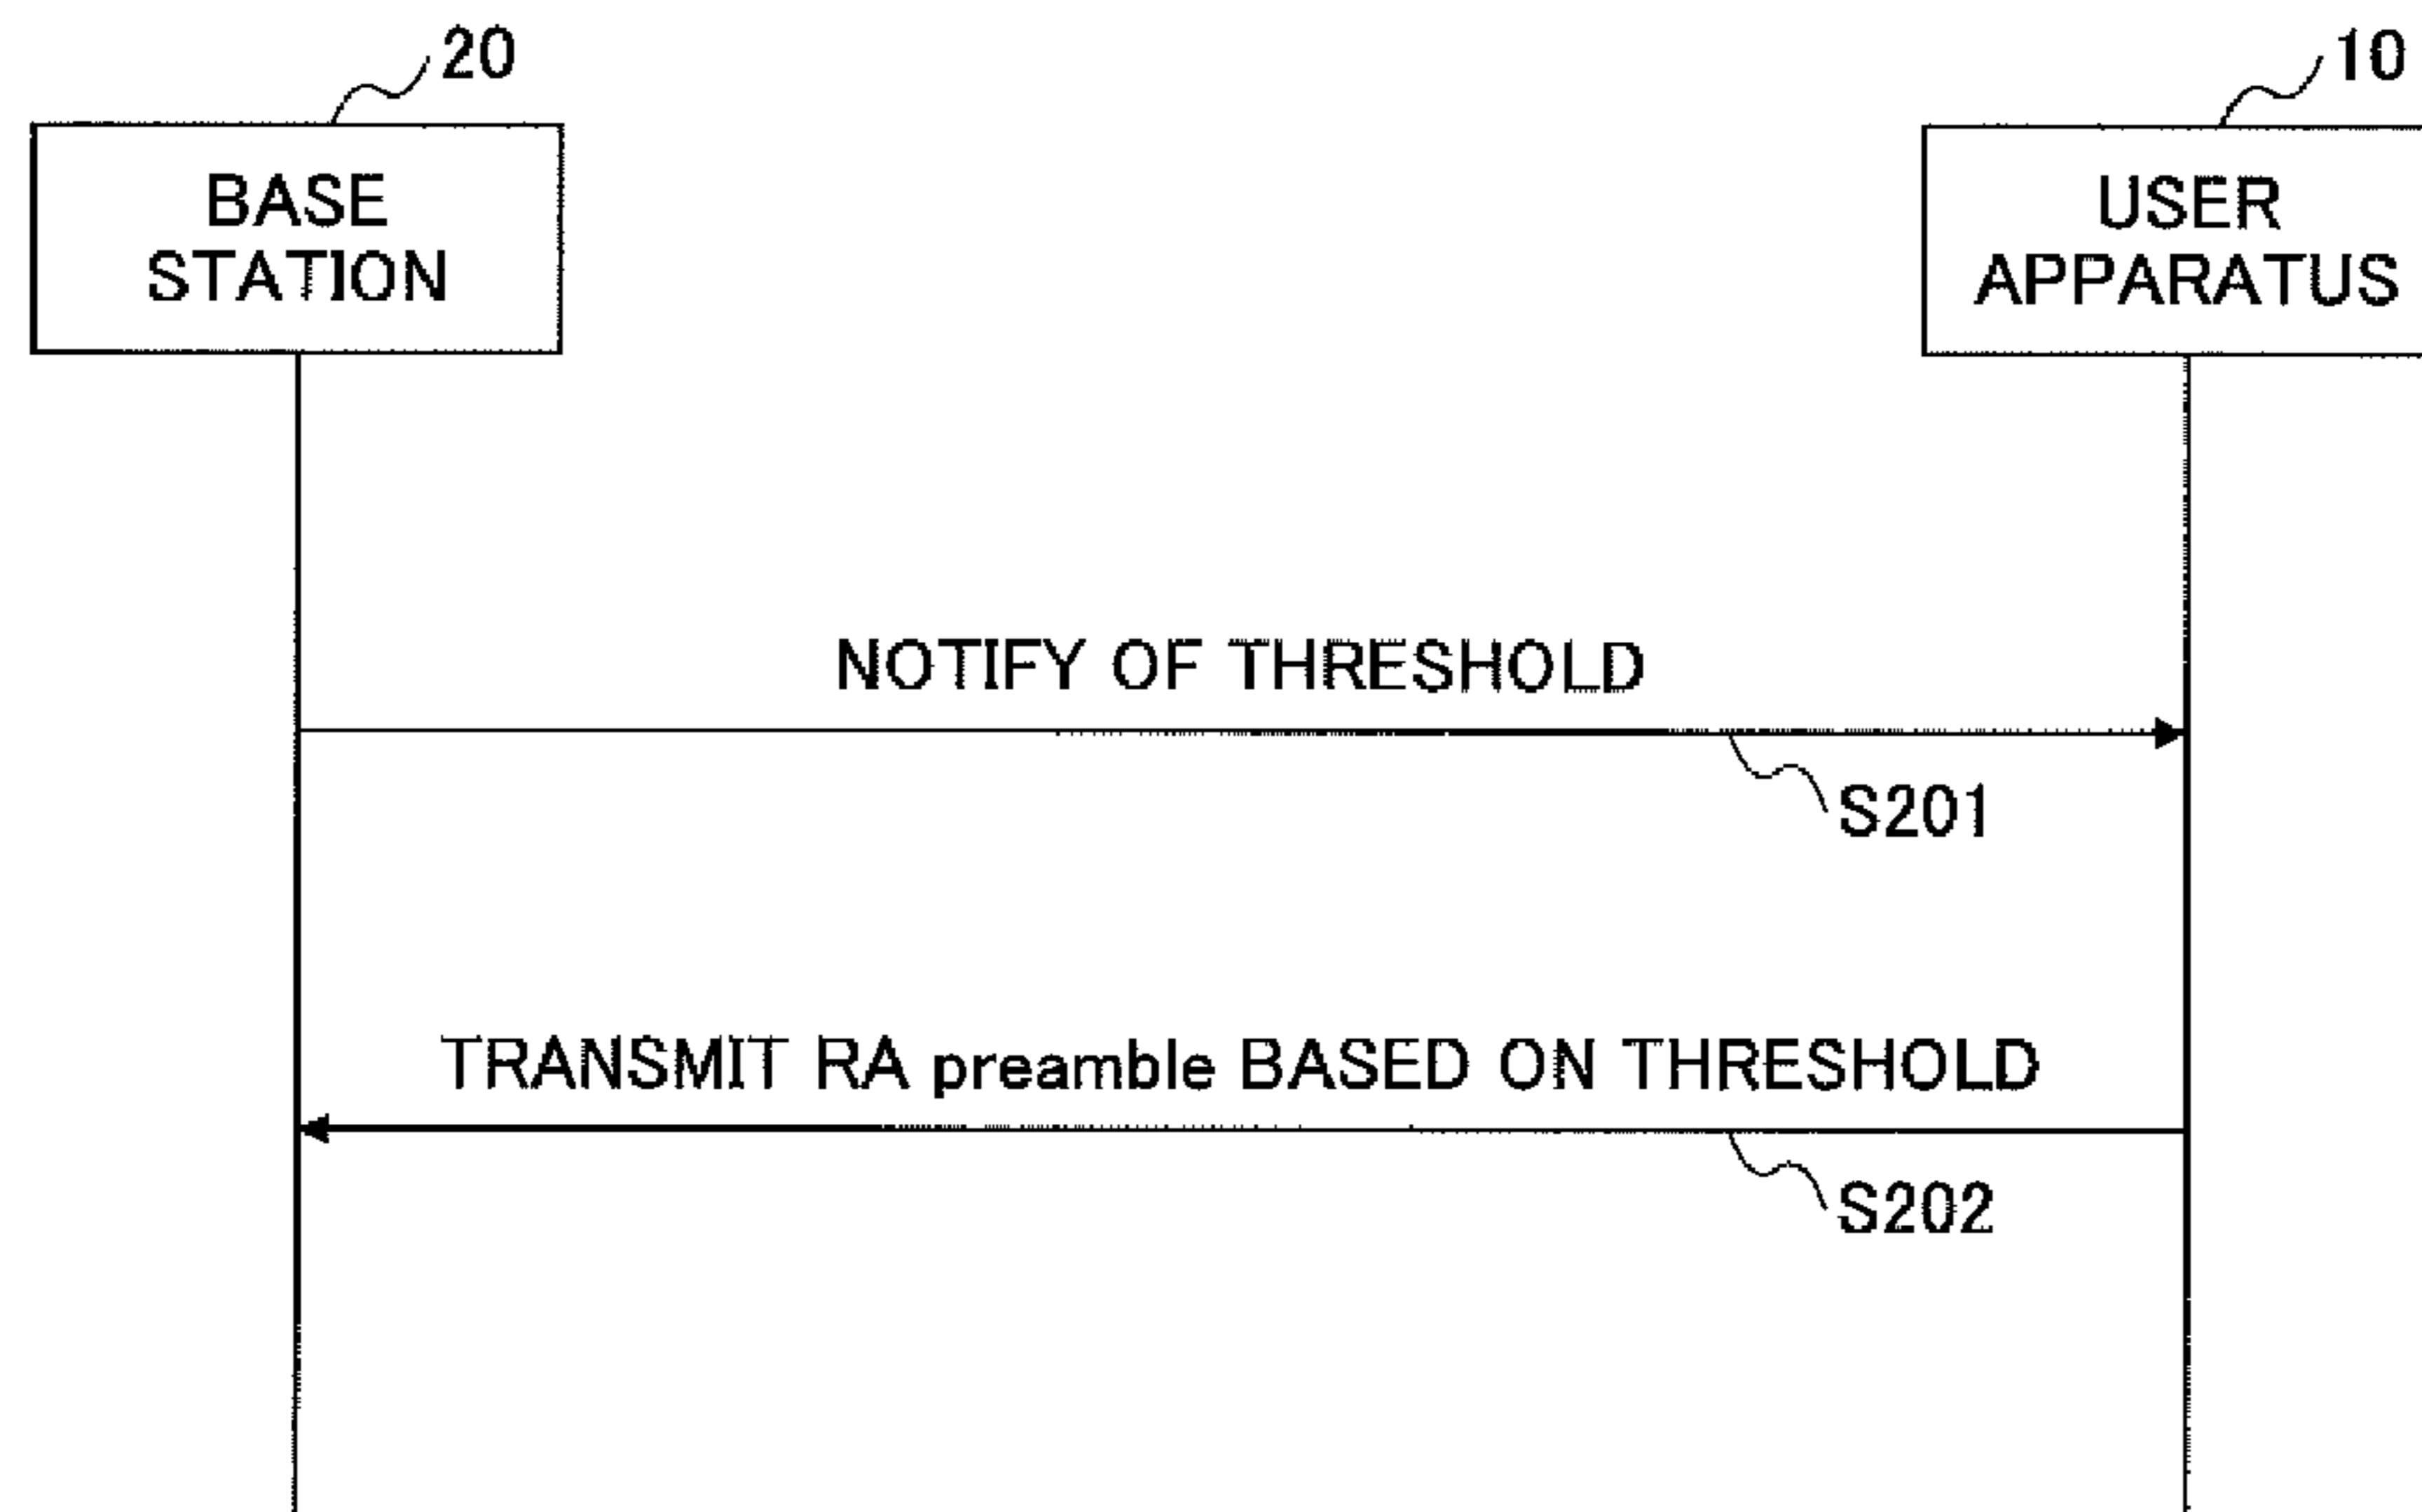 20
10
BASE
STATION
USER
APPARATUS
NOTIFY OF THRESHOLD
S201
TRANSMIT RA preamble BASED ON THRESHOLD
S202